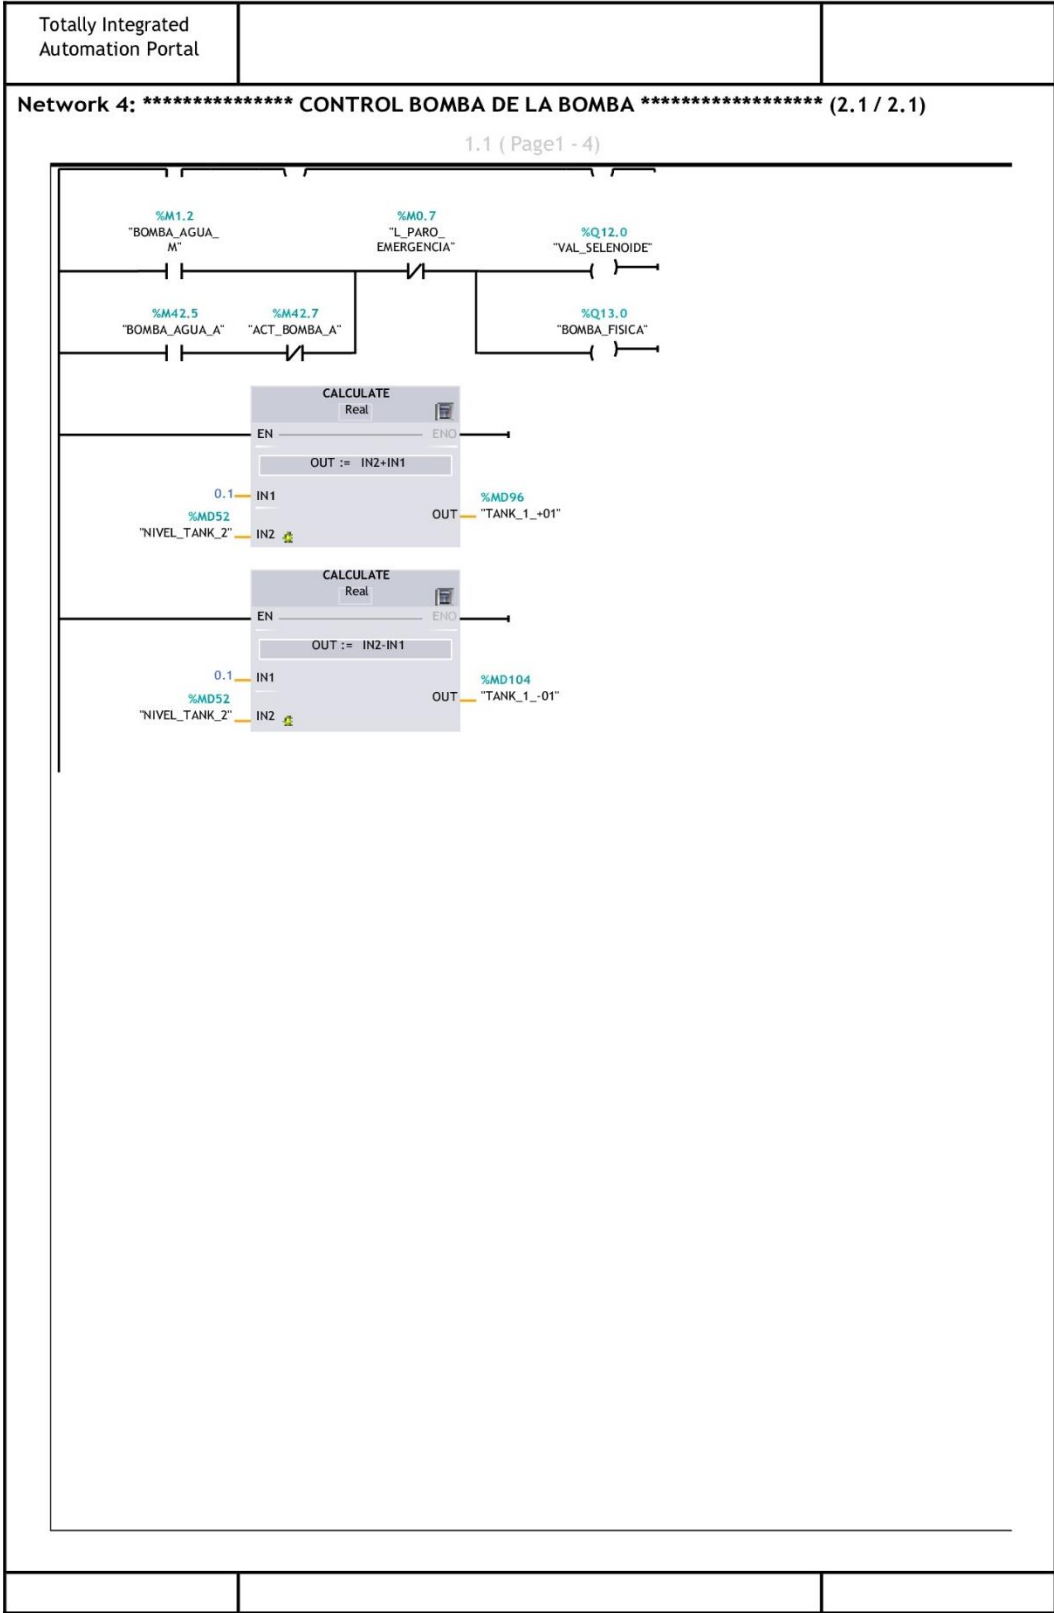 Totally Integrated
Automation Portal
Network 4: *************** CONTROL BOMBA DE LA BOMBA ****************** (2.1 / 2.1)
1.1 ( Page1 - 4)
%M1.2
"BOMBA_AGUA_
M"
%M0.7
"L_PARO_
EMERGENCIA"
%Q12.0
"VAL_SELENOIDE"
%M42.5
"BOMBA_AGUA_A"
%M42.7
"ACT_BOMBA_A"
%Q13.0
"BOMBA_FISICA"
CALCULATE
Real
EN
ENO
OUT := IN2+IN1
0.1
IN1
%MD52
"NIVEL_TANK_2"
IN2
OUT
%MD96
"TANK_1_+01"
CALCULATE
Real
EN
ENO
OUT := IN2-IN1
0.1
IN1
%MD52
"NIVEL_TANK_2"
IN2
OUT
%MD104
"TANK_1_-01"